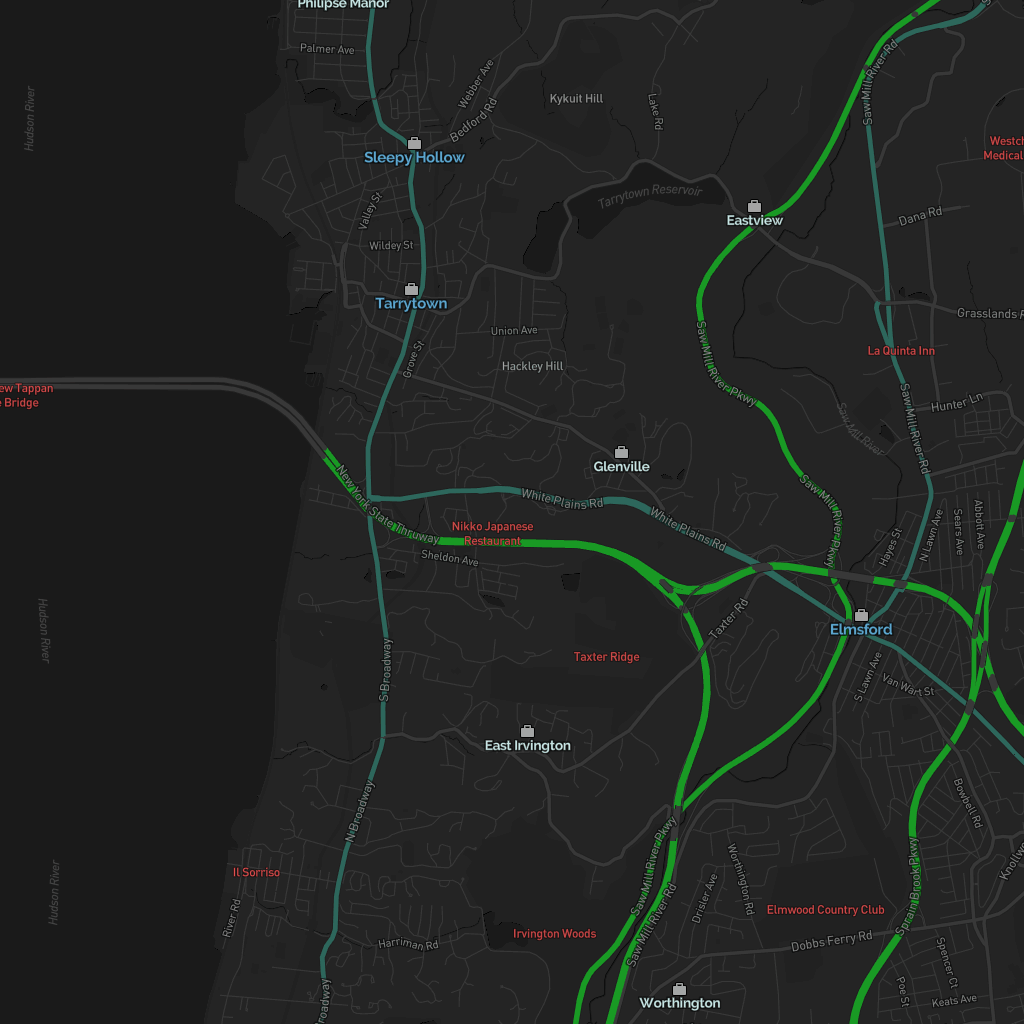 Philipse Manor
Palmer Ave
Webber Ave
Bedford Rd
Kykuit Hill
Lake Rd
Saw Mill River Rd
Hudson River
Sleepy Hollow
Medical
Tarrytown Reservoir
Valley St
Eastview
Dana Rd
Wildey St
Tarrytown
Union Ave
Grasslands
Grove St
Hackley Hill
La Quinta Inn
Saw Mill River Pkwy
Tappan
Bridge
Saw Mill River Rd
Hunter Ln
Saw Mill River
Glenville
New York State Thruway
White Plains Rd
White Plains Rd
Saw Mill River Pkwy
Nikko Japanese
Restaurant
Sheldon Ave
Hayes St
N Lawn Ave
Sears Ave
Abbott Ave
Hudson River
Taxter Rd
Elmsford
Taxter Ridge
S Broadway
S Lawn Ave
Van Wart St
East Irvington
N Broadway
Bowbell Rd
Saw Mill River Pkwy
Il Sorriso
Hudson River
River Rd
Worthington Rd
Drisler Ave
Saw Mill River Rd
Sprain Brook Pkwy
Elmwood Country Club
Irvington Woods
Harriman Rd
Dobbs Ferry Rd
Spencer Ct
Poe St
Keats Ave
Worthington